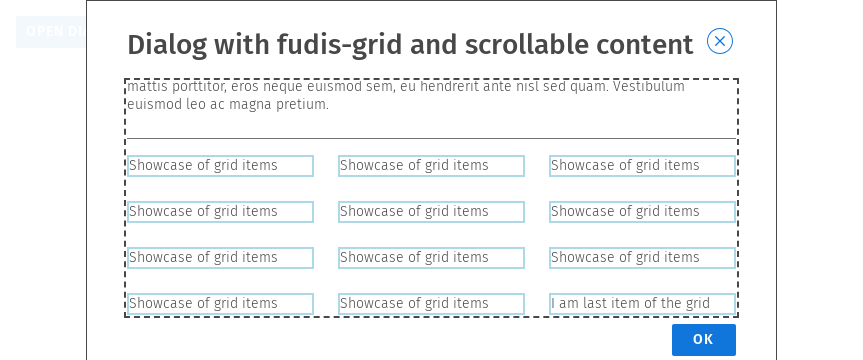 OPEN DI
Dialog with fudis-grid and scrollable content
mattis porttitor, eros neque euismod sem, eu hendrerit ante nisl sed quam. Vestibulum
euismod leo ac magna pretium.
Showcase of grid items Showcase of grid items Showcase of grid items
Showcase of grid items Showcase of grid items Showcase of grid items
Showcase of grid items Showcase of grid items Showcase of grid items
Showcase of grid items Showcase of grid items I am last item of the grid
OK